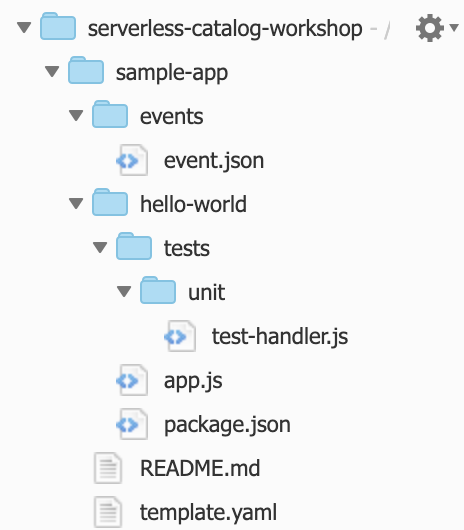 serverless-catalog-workshop - /
sample-app
events
event.json
hello-world
tests
unit
test-handler.js
app.js
package.json
README.md
template.yaml